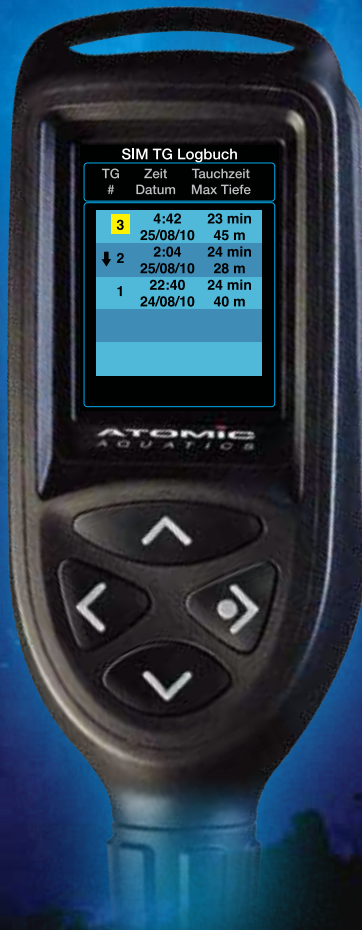 SIM TG Logbuch
TG Zeit Tauchzeit
# Datum Max Tiefe
3 4:42 23 min
25/08/10 45 m
2 2:04 24 min
25/08/10 28 m
1 22:40 24 min
24/08/10 40 m
ATOMIC
AQUATICS